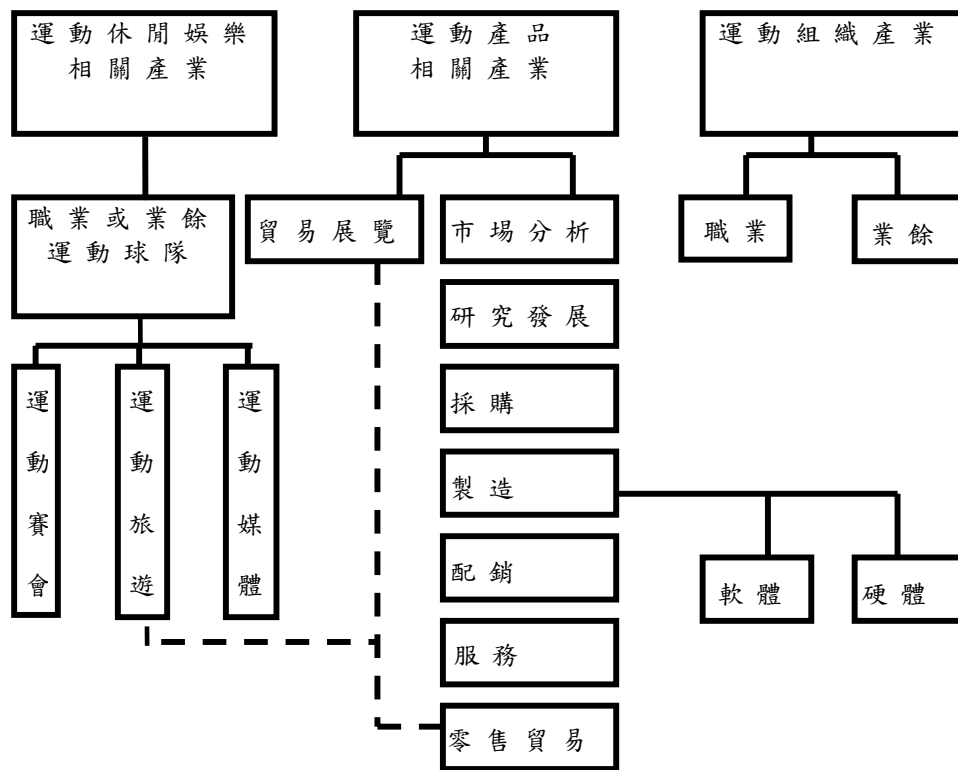 運動休閒娛樂
相關產業
運動產品
相關產業
運動組織產業
職業或業餘
運動球隊
貿易展覽
市場分析
職業
業餘
研究發展
運動賽會
運動旅遊
運動媒體
採購
製造
配銷
軟體
硬體
服務
零售貿易